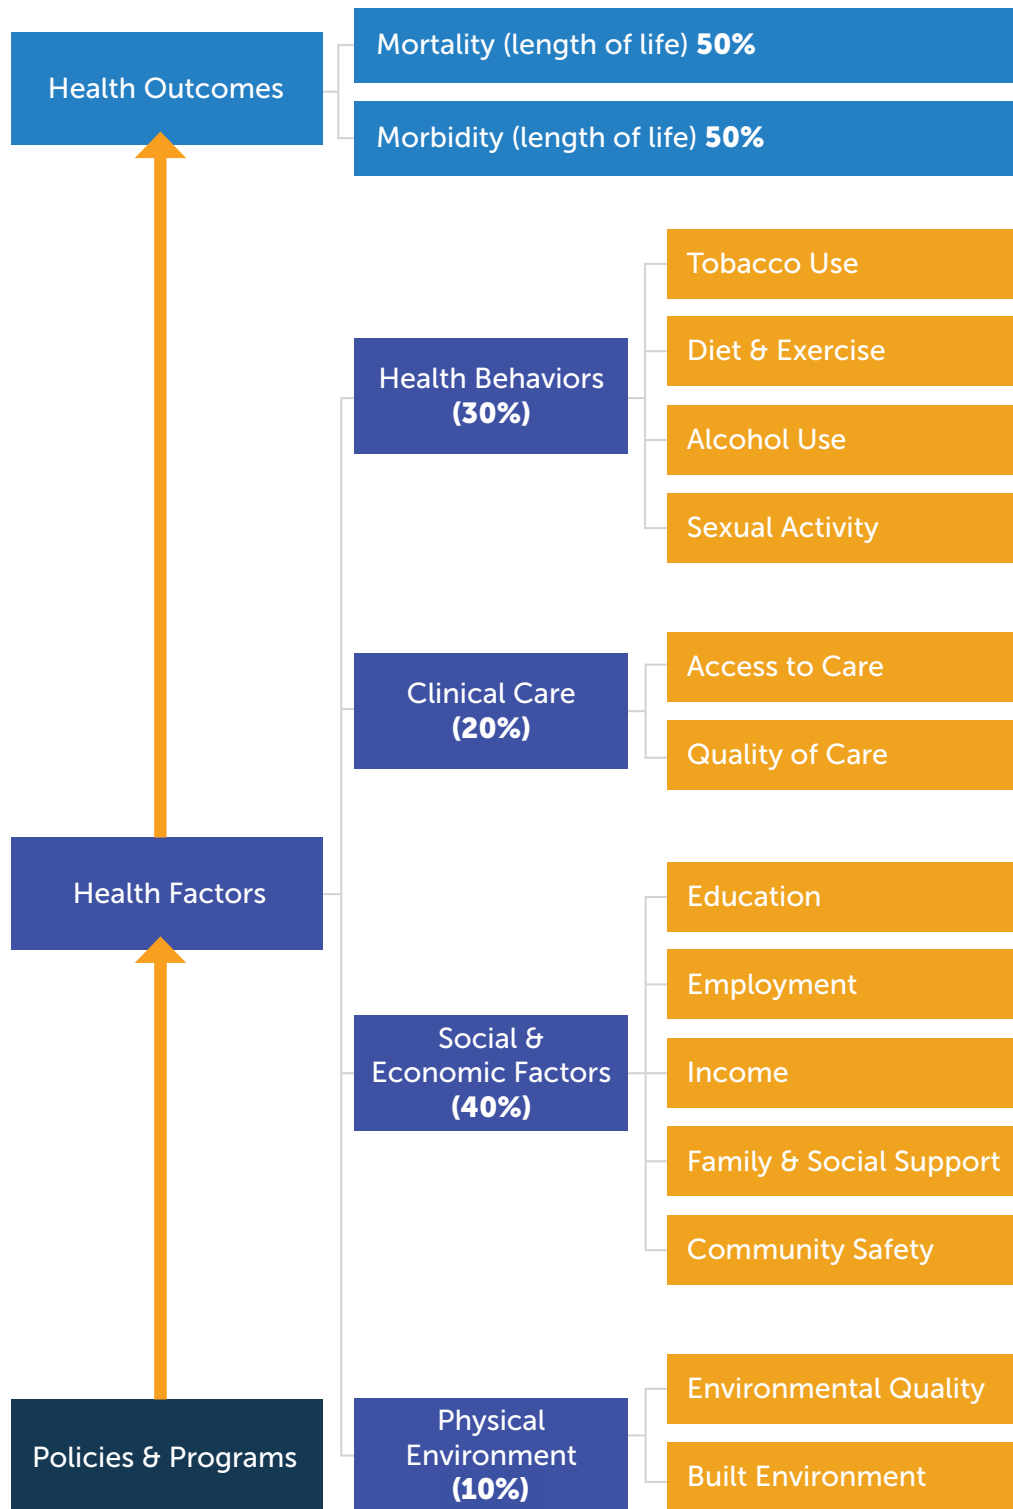 Health Outcomes
Mortality (length of life) 50%
Morbidity (length of life) 50%
Tobacco Use
Diet & Exercise
Health Behaviors
(30%)
Alcohol Use
Sexual Activity
Access to Care
Clinical Care
(20%)
Quality of Care
Health Factors
Education
Employment
Social &
Economic Factors
(40%)
Income
Family & Social Support
Community Safety
Policies & Programs
Physical
Environment
(10%)
Environmental Quality
Built Environment